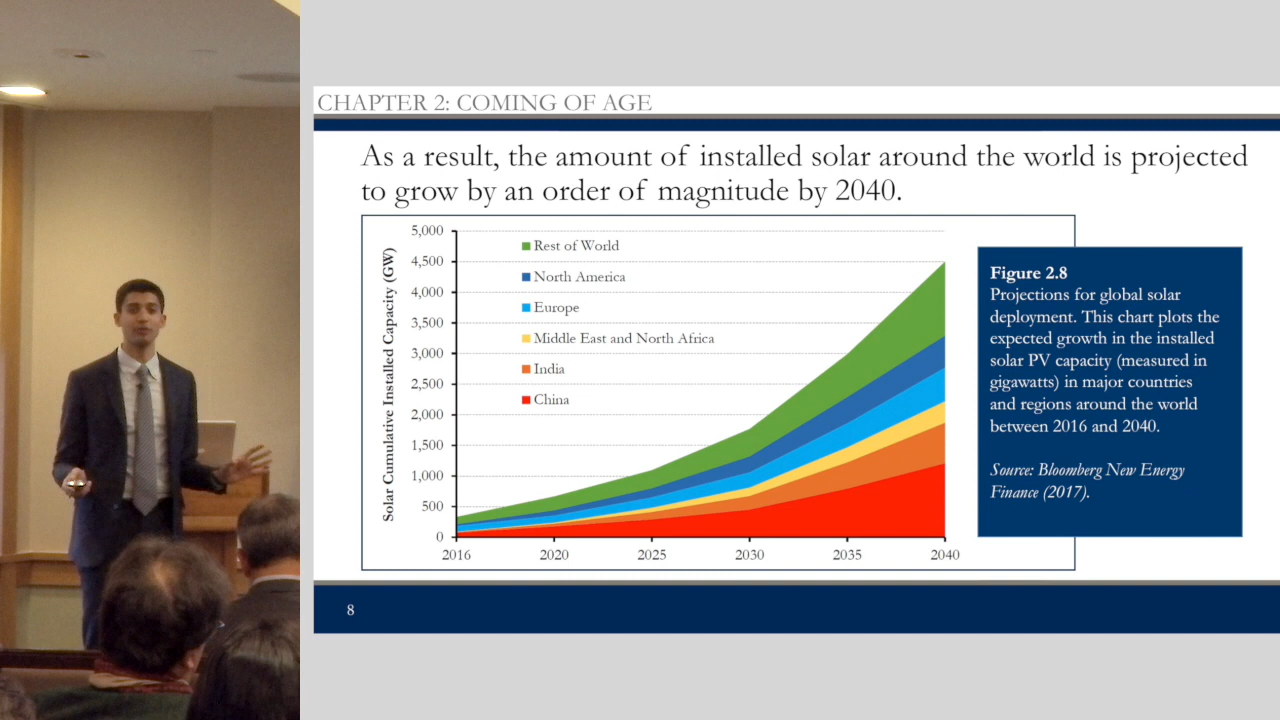 CHAPTER 2: COMING OF AGE
As a result, the amount of installed solar around the world is projected
to grow by an order of magnitude by 2040.
Solar Cumulative Installed Capacity (GW)
5,000
4,500
4,000
3,500
3,000
2,500
2,000
1,500
1,000
500
0
Rest of World
North America
Europe
Middle East and North Africa
India
China
2016
2020
2025
2030
2035
2040
Figure 2.8
Projections for global solar
deployment. This chart plots the
expected growth in the installed
solar PV capacity (measured in
gigawatts) in major countries
and regions around the world
between 2016 and 2040.
Source: Bloomberg New Energy
Finance (2017).
8